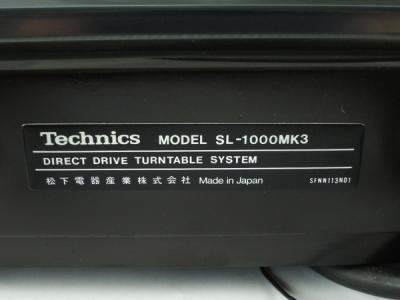 Technics MODEL SL-1000MK3
DIRECT DRIVE TURNTABLE SYSTEM
松下電器産業株式会社 Made in Japan SFNN113N01